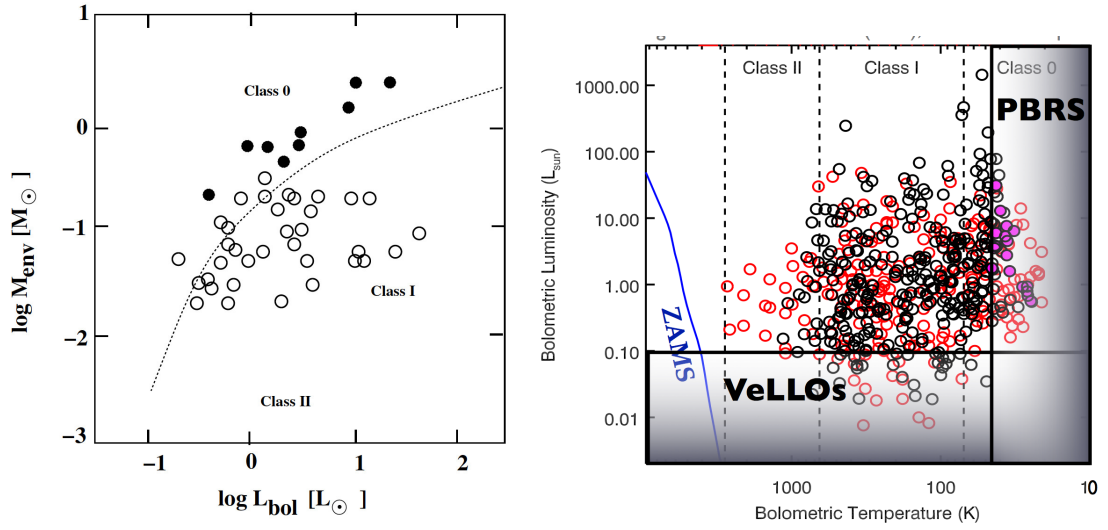 1
0
−1
−2
−3
−1
0
1
2
log M_env [M_☉]
log L_bol [L_☉]
Class 0
Class I
Class II
Class II
Class I
Class 0
PBRS
VeLLOs
ZAMS
1000.00
100.00
10.00
1.00
0.10
0.01
1000
100
10
Bolometric Luminosity (L_sun)
Bolometric Temperature (K)